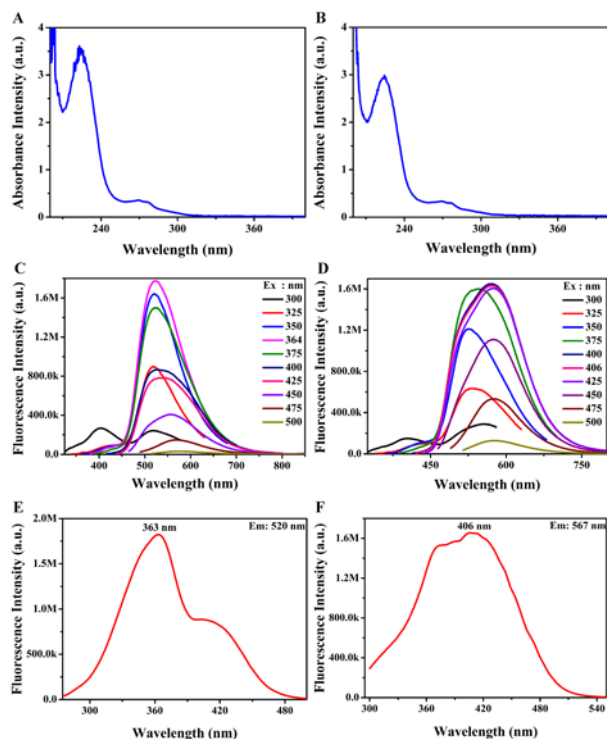 A
Absorbance Intensity (a.u.)
4
3
2
1
0
240
300
360
Wavelength (nm)
B
Absorbance Intensity (a.u.)
4
3
2
1
0
240
300
360
Wavelength (nm)
C
Fluorescence Intensity (a.u.)
1.6M
1.2M
800.0k
400.0k
0.0
400
500
600
700
800
Wavelength (nm)
Ex : nm
300
325
350
364
375
400
425
450
475
500
D
Fluorescence Intensity (a.u.)
1.6M
1.2M
800.0k
400.0k
0.0
450
600
750
Wavelength (nm)
Ex : nm
300
325
350
375
400
406
425
450
475
500
E
Fluorescence Intensity (a.u.)
2.0M
1.5M
1.0M
500.0k
0.0
300
360
420
480
Wavelength (nm)
363 nm
Em: 520 nm
F
Fluorescence Intensity (a.u.)
1.6M
1.2M
800.0k
400.0k
0.0
300
360
420
480
540
Wavelength (nm)
406 nm
Em: 567 nm